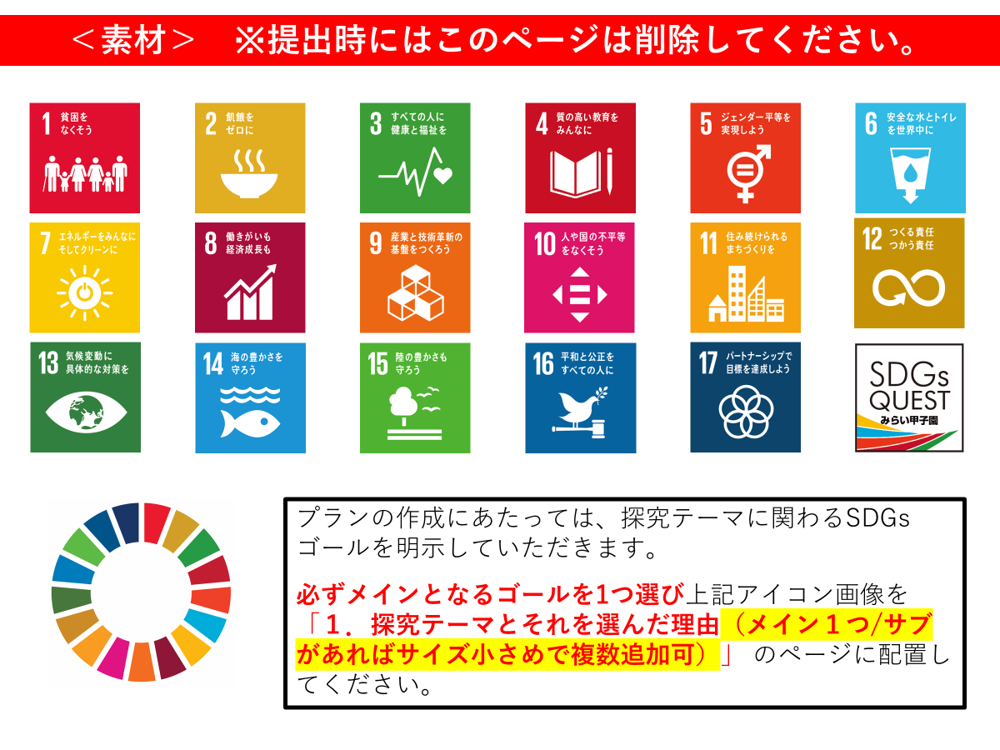 ＜素材＞　※提出時にはこのページは削除してください。
1 貧困を
なくそう
2 飢餓を
ゼロに
3 すべての人に
健康と福祉を
4 質の高い教育を
みんなに
5 ジェンダー平等を
実現しよう
6 安全な水とトイレ
を世界中に
7 エネルギーをみんなに
そしてクリーンに
8 働きがいも
経済成長も
9 産業と技術革新の
基盤をつくろう
10 人や国の不平等
をなくそう
11 住み続けられる
まちづくりを
12 つくる責任
つかう責任
13 気候変動に
具体的な対策を
14 海の豊かさを
守ろう
15 陸の豊かさも
守ろう
16 平和と公正を
すべての人に
17 パートナーシップで
目標を達成しよう
SDGs
QUEST
みらい甲子園
プランの作成にあたっては、探究テーマに関わるSDGs
ゴールを明示していただきます。
必ずメインとなるゴールを1つ選び上記アイコン画像を
「１．探究テーマとそれを選んだ理由（メイン１つ/サブ
があればサイズ小さめで複数追加可）」 のページに配置し
てください。